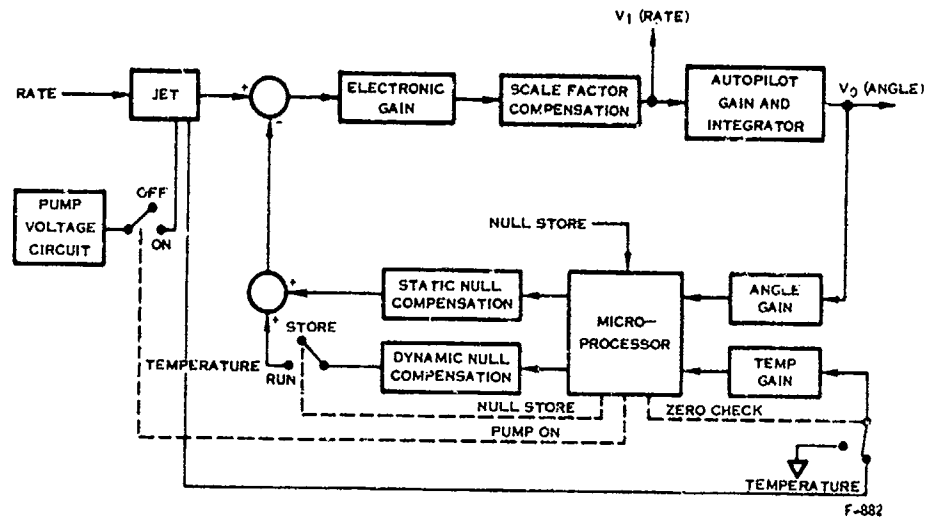 V1 (RATE)
RATE
JET
+
-
ELECTRONIC
GAIN
SCALE FACTOR
COMPENSATION
AUTOPILOT
GAIN AND
INTEGRATOR
V0 (ANGLE)
PUMP
VOLTAGE
CIRCUIT
OFF
ON
NULL STORE
+
+
STATIC NULL
COMPENSATION
MICRO-
PROCESSOR
ANGLE
GAIN
STORE
TEMPERATURE
RUN
DYNAMIC NULL
COMPENSATION
TEMP
GAIN
NULL STORE
ZERO CHECK
PUMP ON
TEMPERATURE
F-882